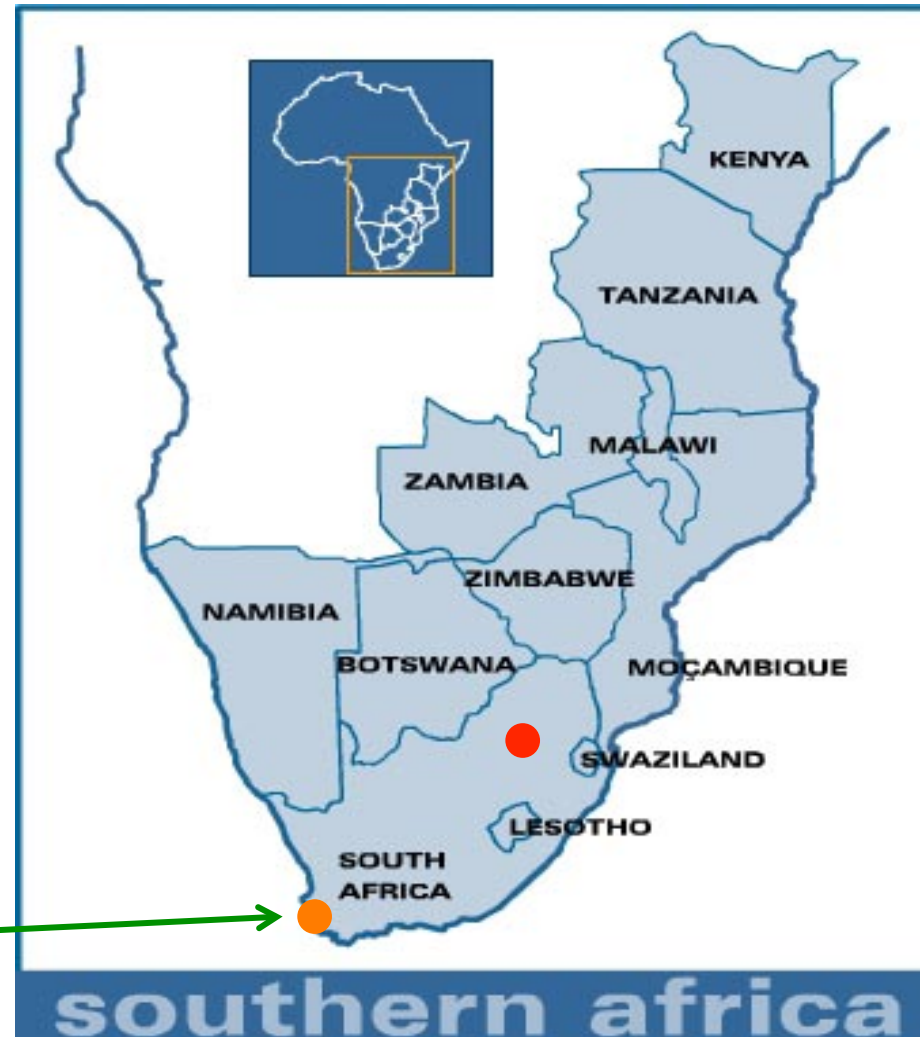 KENYA
TANZANIA
MALAWI
ZAMBIA
ZIMBABWE
NAMIBIA
BOTSWANA
MOÇAMBIQUE
SWAZILAND
LESOTHO
SOUTH
AFRICA
southern africa